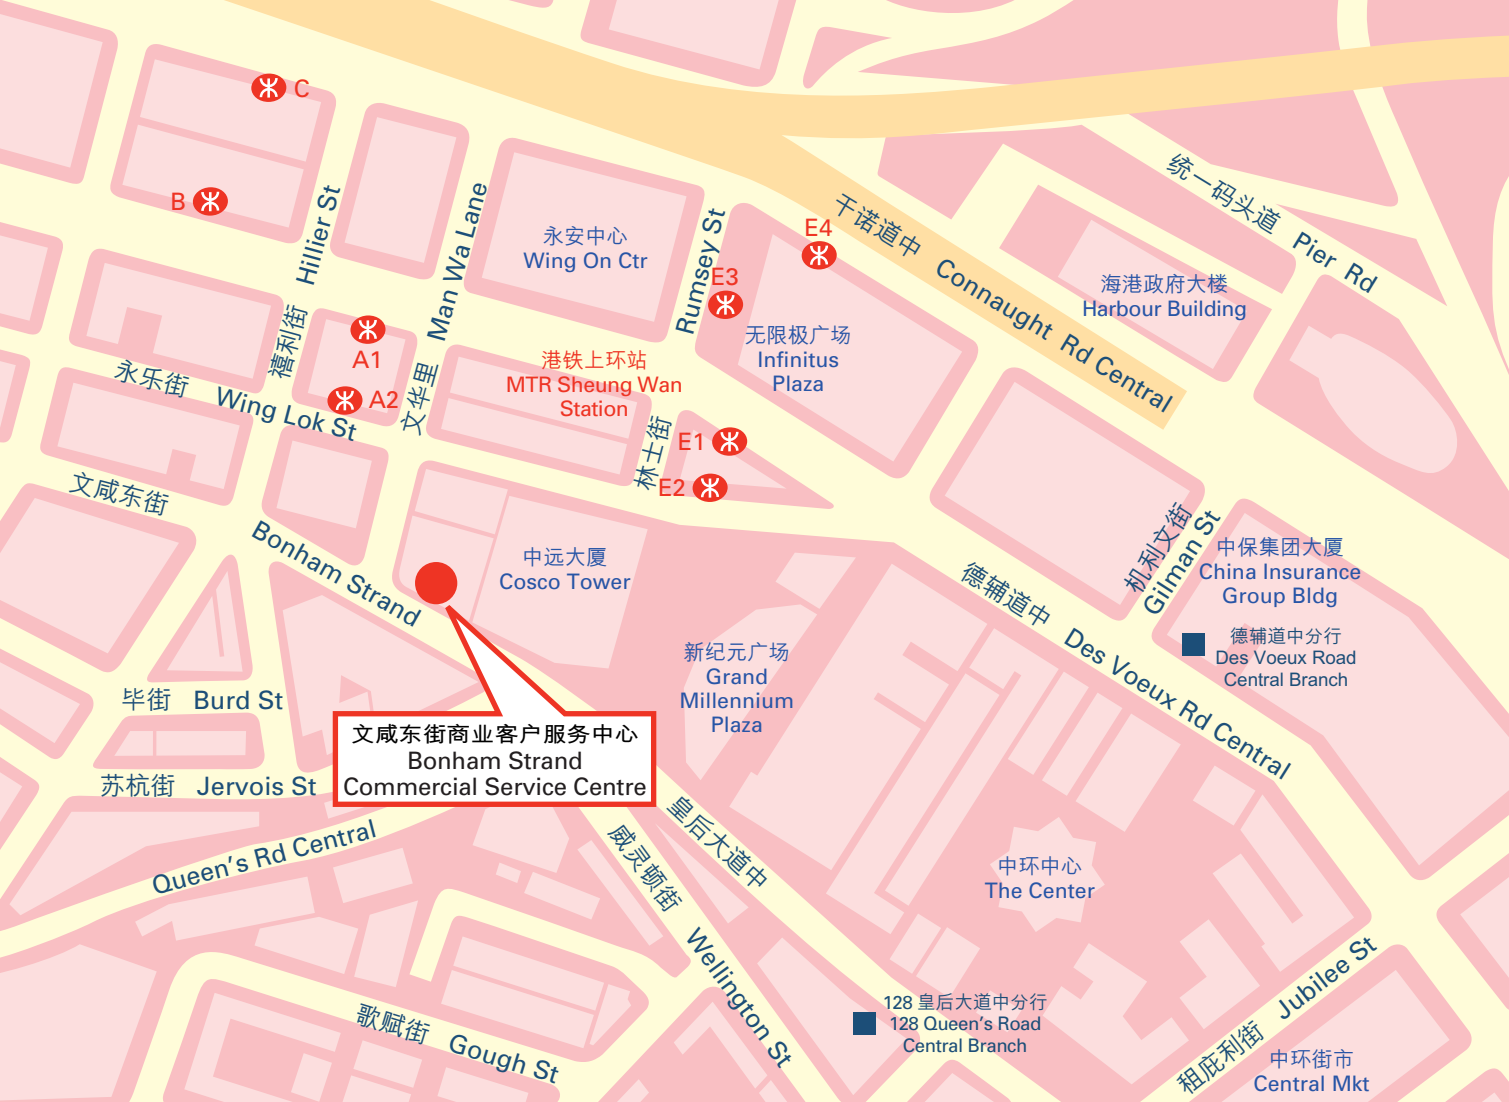 C
B
统一码头道 Pier Rd
禧利街 Hillier St
文华里 Man Wa Lane
永安中心
Wing On Ctr
Rumsey St
E4
E3
干诺道中 Connaught Rd Central
海港政府大楼
Harbour Building
A1
A2
永乐街 Wing Lok St
港铁上环站
MTR Sheung Wan
Station
无限极广场
Infinitus
Plaza
林士街
E1
E2
文咸东街 Bonham Strand
中远大厦
Cosco Tower
德辅道中 Des Voeux Rd Central
机利文街
Gilman St
中保集团大厦
China Insurance
Group Bldg
德辅道中分行
Des Voeux Road
Central Branch
新纪元广场
Grand
Millennium
Plaza
毕街 Burd St
文咸东街商业客户服务中心
Bonham Strand
Commercial Service Centre
苏杭街 Jervois St
Queen's Rd Central
皇后大道中
威灵顿街 Wellington St
中环中心
The Center
歌赋街 Gough St
128 皇后大道中分行
128 Queen's Road
Central Branch
租庇利街 Jubilee St
中环街市
Central Mkt